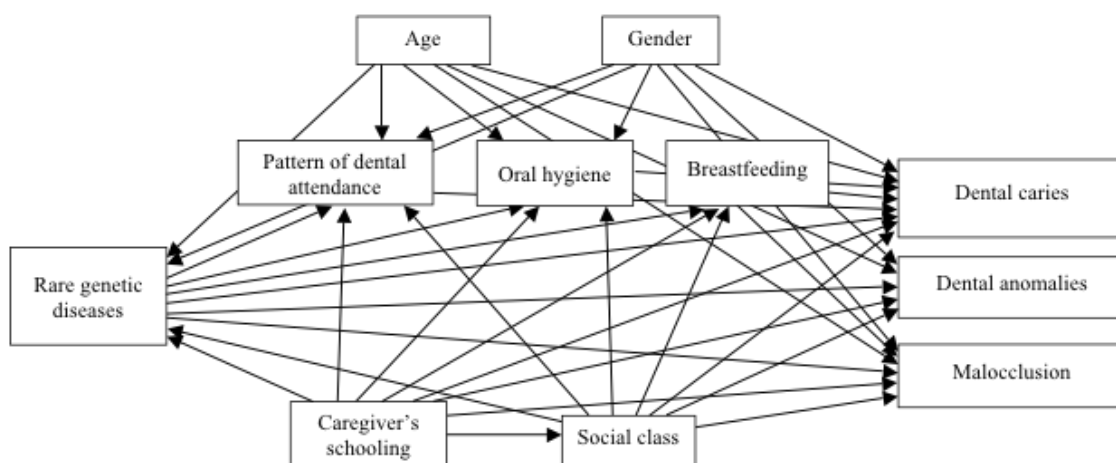 Age
Gender
Pattern of dental
attendance
Oral hygiene
Breastfeeding
Dental caries
Rare genetic
diseases
Dental anomalies
Malocclusion
Caregiver's
schooling
Social class